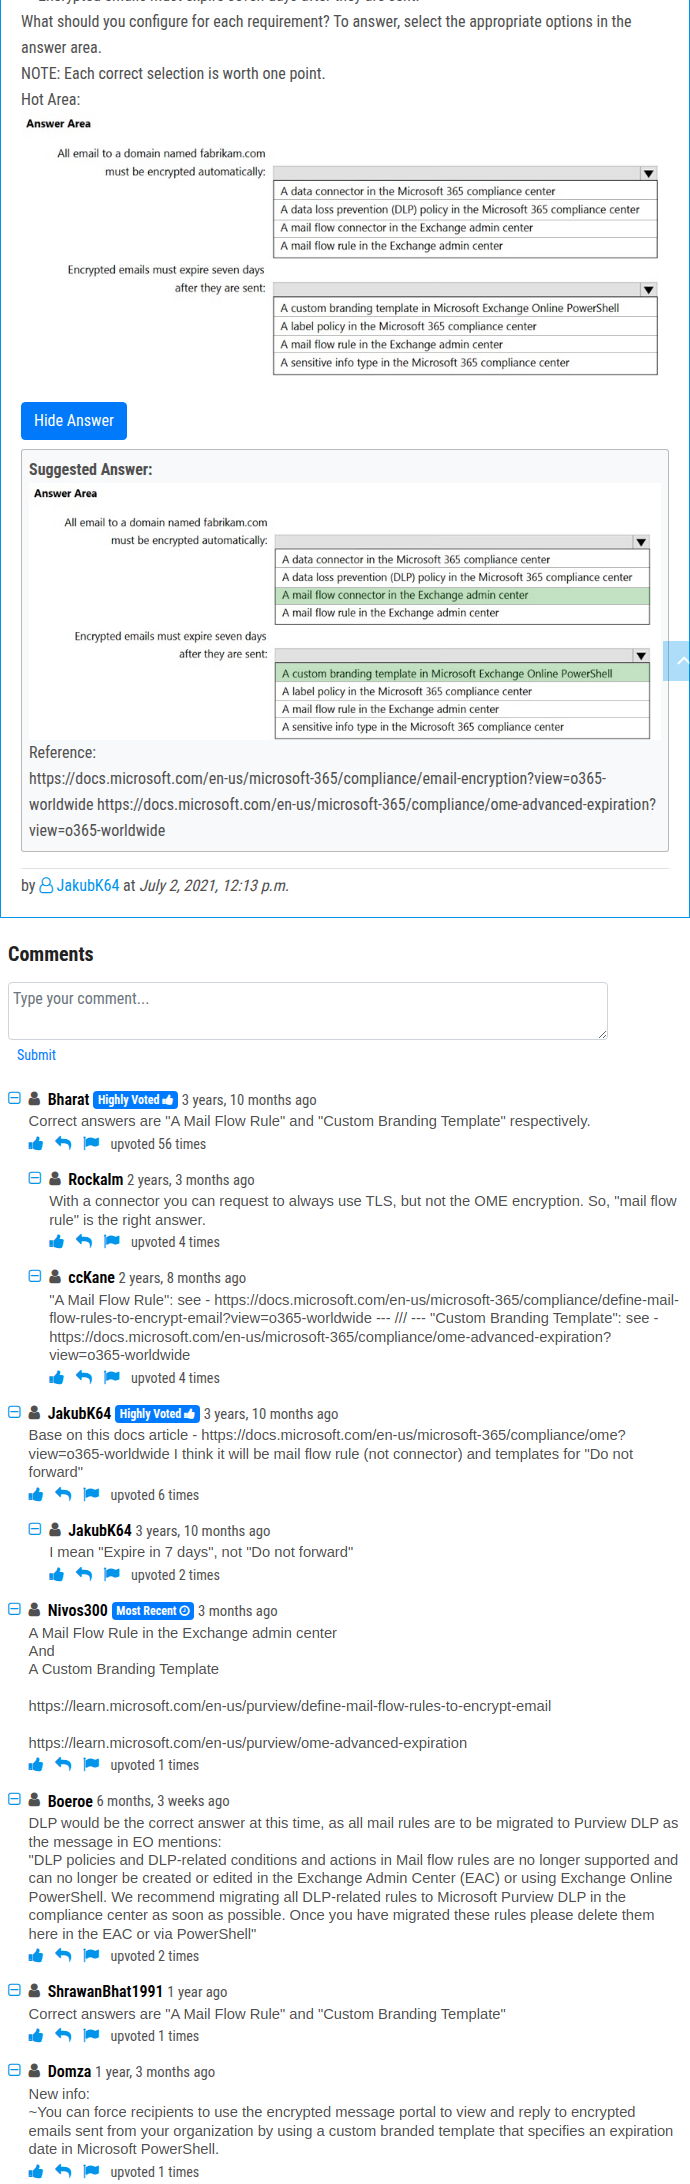 Encrypted emails must expire seven days after they are sent.
What should you configure for each requirement? To answer, select the appropriate options in the
answer area.
NOTE: Each correct selection is worth one point.
Hot Area:
Answer Area
All email to a domain named fabrikam.com
must be encrypted automatically:
A data connector in the Microsoft 365 compliance center
A data loss prevention (DLP) policy in the Microsoft 365 compliance center
A mail flow connector in the Exchange admin center
A mail flow rule in the Exchange admin center
Encrypted emails must expire seven days
after they are sent:
A custom branding template in Microsoft Exchange Online PowerShell
A label policy in the Microsoft 365 compliance center
A mail flow rule in the Exchange admin center
A sensitive info type in the Microsoft 365 compliance center
Hide Answer
Suggested Answer:
Answer Area
All email to a domain named fabrikam.com
must be encrypted automatically:
A data connector in the Microsoft 365 compliance center
A data loss prevention (DLP) policy in the Microsoft 365 compliance center
A mail flow connector in the Exchange admin center
A mail flow rule in the Exchange admin center
Encrypted emails must expire seven days
after they are sent:
A custom branding template in Microsoft Exchange Online PowerShell
A label policy in the Microsoft 365 compliance center
A mail flow rule in the Exchange admin center
A sensitive info type in the Microsoft 365 compliance center
Reference:
https://docs.microsoft.com/en-us/microsoft-365/compliance/email-encryption?view=o365-
worldwide https://docs.microsoft.com/en-us/microsoft-365/compliance/ome-advanced-expiration?
view=o365-worldwide
by JakubK64 at July 2, 2021, 12:13 p.m.
Comments
Type your comment...
Submit
Bharat Highly Voted 3 years, 10 months ago
Correct answers are "A Mail Flow Rule" and "Custom Branding Template" respectively.
upvoted 56 times
Rockalm 2 years, 3 months ago
With a connector you can request to always use TLS, but not the OME encryption. So, "mail flow
rule" is the right answer.
upvoted 4 times
ccKane 2 years, 8 months ago
"A Mail Flow Rule": see - https://docs.microsoft.com/en-us/microsoft-365/compliance/define-mail-
flow-rules-to-encrypt-email?view=o365-worldwide --- /// --- "Custom Branding Template": see -
https://docs.microsoft.com/en-us/microsoft-365/compliance/ome-advanced-expiration?
view=o365-worldwide
upvoted 4 times
JakubK64 Highly Voted 3 years, 10 months ago
Base on this docs article - https://docs.microsoft.com/en-us/microsoft-365/compliance/ome?
view=o365-worldwide I think it will be mail flow rule (not connector) and templates for "Do not
forward"
upvoted 6 times
JakubK64 3 years, 10 months ago
I mean "Expire in 7 days", not "Do not forward"
upvoted 2 times
Nivos300 Most Recent 3 months ago
A Mail Flow Rule in the Exchange admin center
And
A Custom Branding Template
https://learn.microsoft.com/en-us/purview/define-mail-flow-rules-to-encrypt-email
https://learn.microsoft.com/en-us/purview/ome-advanced-expiration
upvoted 1 times
Boeroe 6 months, 3 weeks ago
DLP would be the correct answer at this time, as all mail rules are to be migrated to Purview DLP as
the message in EO mentions:
"DLP policies and DLP-related conditions and actions in Mail flow rules are no longer supported and
can no longer be created or edited in the Exchange Admin Center (EAC) or using Exchange Online
PowerShell. We recommend migrating all DLP-related rules to Microsoft Purview DLP in the
compliance center as soon as possible. Once you have migrated these rules please delete them
here in the EAC or via PowerShell"
upvoted 2 times
ShrawanBhat1991 1 year ago
Correct answers are "A Mail Flow Rule" and "Custom Branding Template"
upvoted 1 times
Domza 1 year, 3 months ago
New info:
~You can force recipients to use the encrypted message portal to view and reply to encrypted
emails sent from your organization by using a custom branded template that specifies an expiration
date in Microsoft PowerShell.
upvoted 1 times